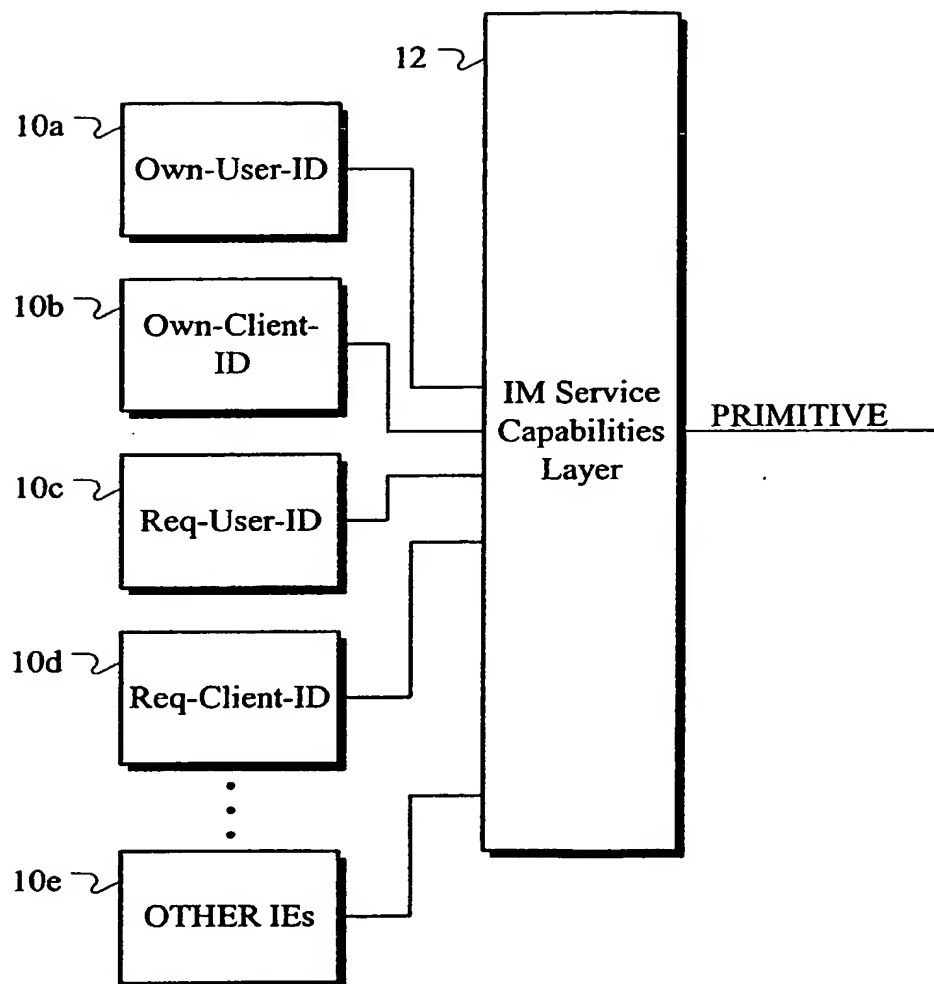 12
10a
Own-User-ID
10b
Own-Client-
ID
10c
Req-User-ID
10d
Req-Client-ID
10e
OTHER IEs
IM Service
Capabilities
Layer
PRIMITIVE